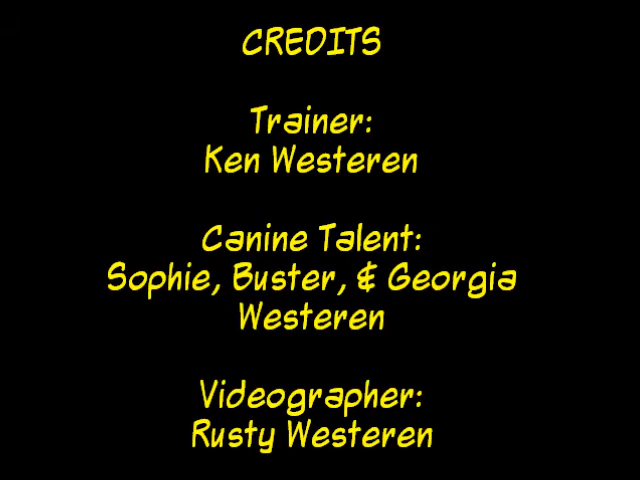 CREDITS
Trainer:
Ken Westeren
Canine Talent:
Sophie, Buster, & Georgia
Westeren
Videographer:
Rusty Westeren